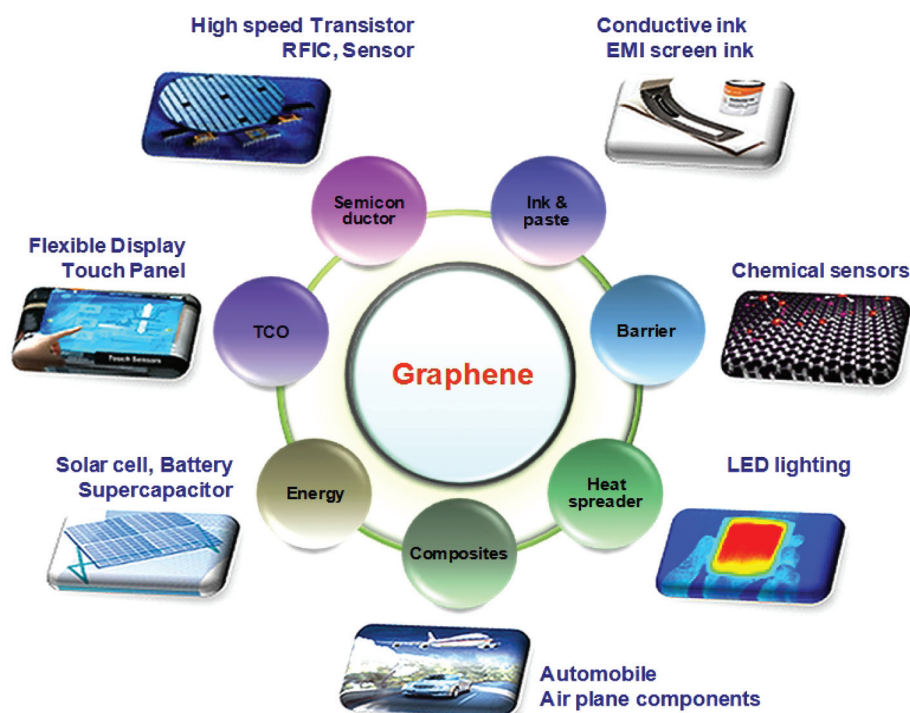 High speed Transistor
RFIC, Sensor
Conductive ink
EMI screen ink
Semicon
ductor
Ink &
paste
Flexible Display
Touch Panel
Touch Sensors
TCO
Graphene
Barrier
Chemical sensors
Solar cell, Battery
Supercapacitor
Energy
Composites
Heat
spreader
LED lighting
Automobile
Air plane components